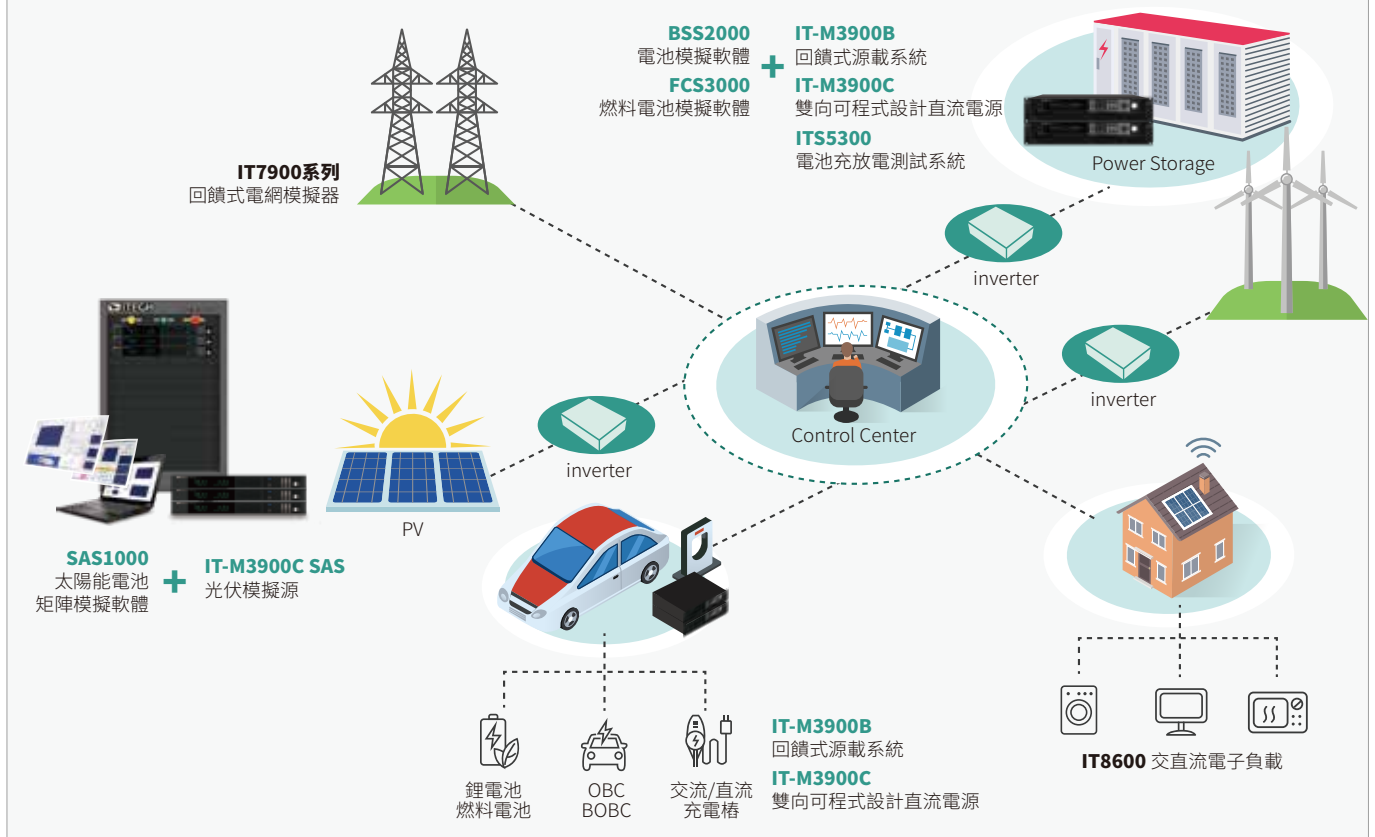 BSS2000
電池模擬軟體
FCS3000
燃料電池模擬軟體
+
IT-M3900B
回饋式源載系統
IT-M3900C
雙向可程式設計直流電源
ITS5300
電池充放電測試系統
Power Storage
IT7900系列
回饋式電網模擬器
inverter
inverter
Control Center
ITECH
inverter
PV
SAS1000
太陽能電池
矩陣模擬軟體
+
IT-M3900C SAS
光伏模擬源
鋰電池
燃料電池
OBC
BOBC
交流/直流
充電樁
IT-M3900B
回饋式源載系統
IT-M3900C
雙向可程式設計直流電源
IT8600 交直流電子負載